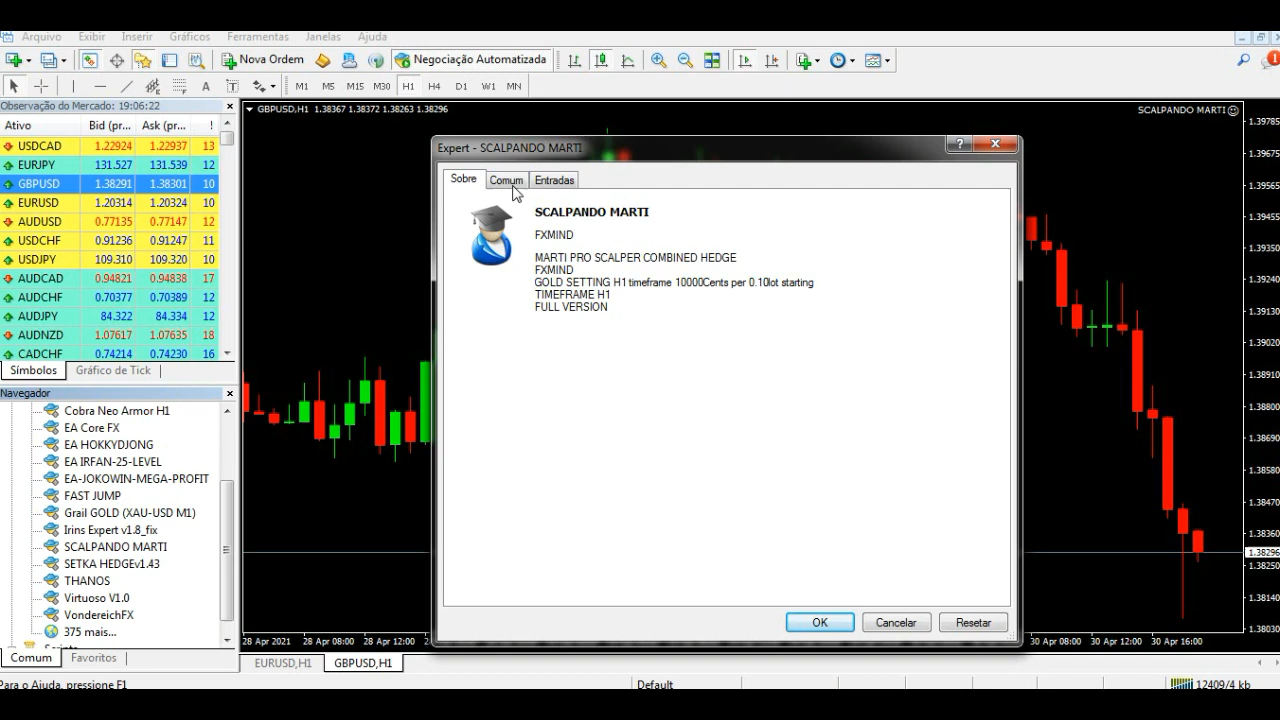 Arquivo Exibir Inserir Gráficos Ferramentas Janelas Ajuda
Nova Ordem Negociação Automatizada
A T M1 M5 M15 M30 H1 H4 D1 W1 MN
Observação do Mercado: 19:06:22
Ativo Bid (pr... Ask (pr... !
USDCAD 1.22924 1.22937 13
EURJPY 131.527 131.539 12
GBPUSD 1.38291 1.38301 10
EURUSD 1.20314 1.20324 10
AUDUSD 0.77135 0.77147 12
USDCHF 0.91236 0.91247 11
USDJPY 109.310 109.320 10
AUDCAD 0.94821 0.94838 17
AUDCHF 0.70377 0.70389 12
AUDJPY 84.322 84.334 12
AUDNZD 1.07617 1.07635 18
CADCHF 0.74214 0.74230 16
Símbolos Gráfico de Tick
Navegador
Cobra Neo Armor H1
EA Core FX
EA HOKKYDJONG
EA IRFAN-25-LEVEL
EA-JOKOWIN-MEGA-PROFIT
FAST JUMP
Grail GOLD (XAU-USD M1)
Irins Expert v1.8_fix
SCALPANDO MARTI
SETKA HEDGEv1.43
THANOS
Virtuoso V1.0
VondereichFX
375 mais...
Comum Favoritos
GBPUSD,H1 1.38367 1.38372 1.38263 1.38296
SCALPANDO MARTI
Expert - SCALPANDO MARTI
Sobre Comum Entradas
SCALPANDO MARTI
FXMIND
MARTI PRO SCALPER COMBINED HEDGE
FXMIND
GOLD SETTING H1 timeframe 10000Cents per 0.10lot starting
TIMEFRAME H1
FULL VERSION
OK Cancelar Resetar
1.39785
1.39675
1.39565
1.39455
1.39345
1.39240
1.39130
1.39020
1.38910
1.38800
1.38690
1.38580
1.38470
1.38360
1.38296
1.38250
1.38140
1.38030
28 Apr 2021 28 Apr 08:00 28 Apr 12:00 30 Apr 08:00 30 Apr 12:00 30 Apr 16:00
EURUSD,H1 GBPUSD,H1
Para o Ajuda, pressione F1 Default 12409/4 kb